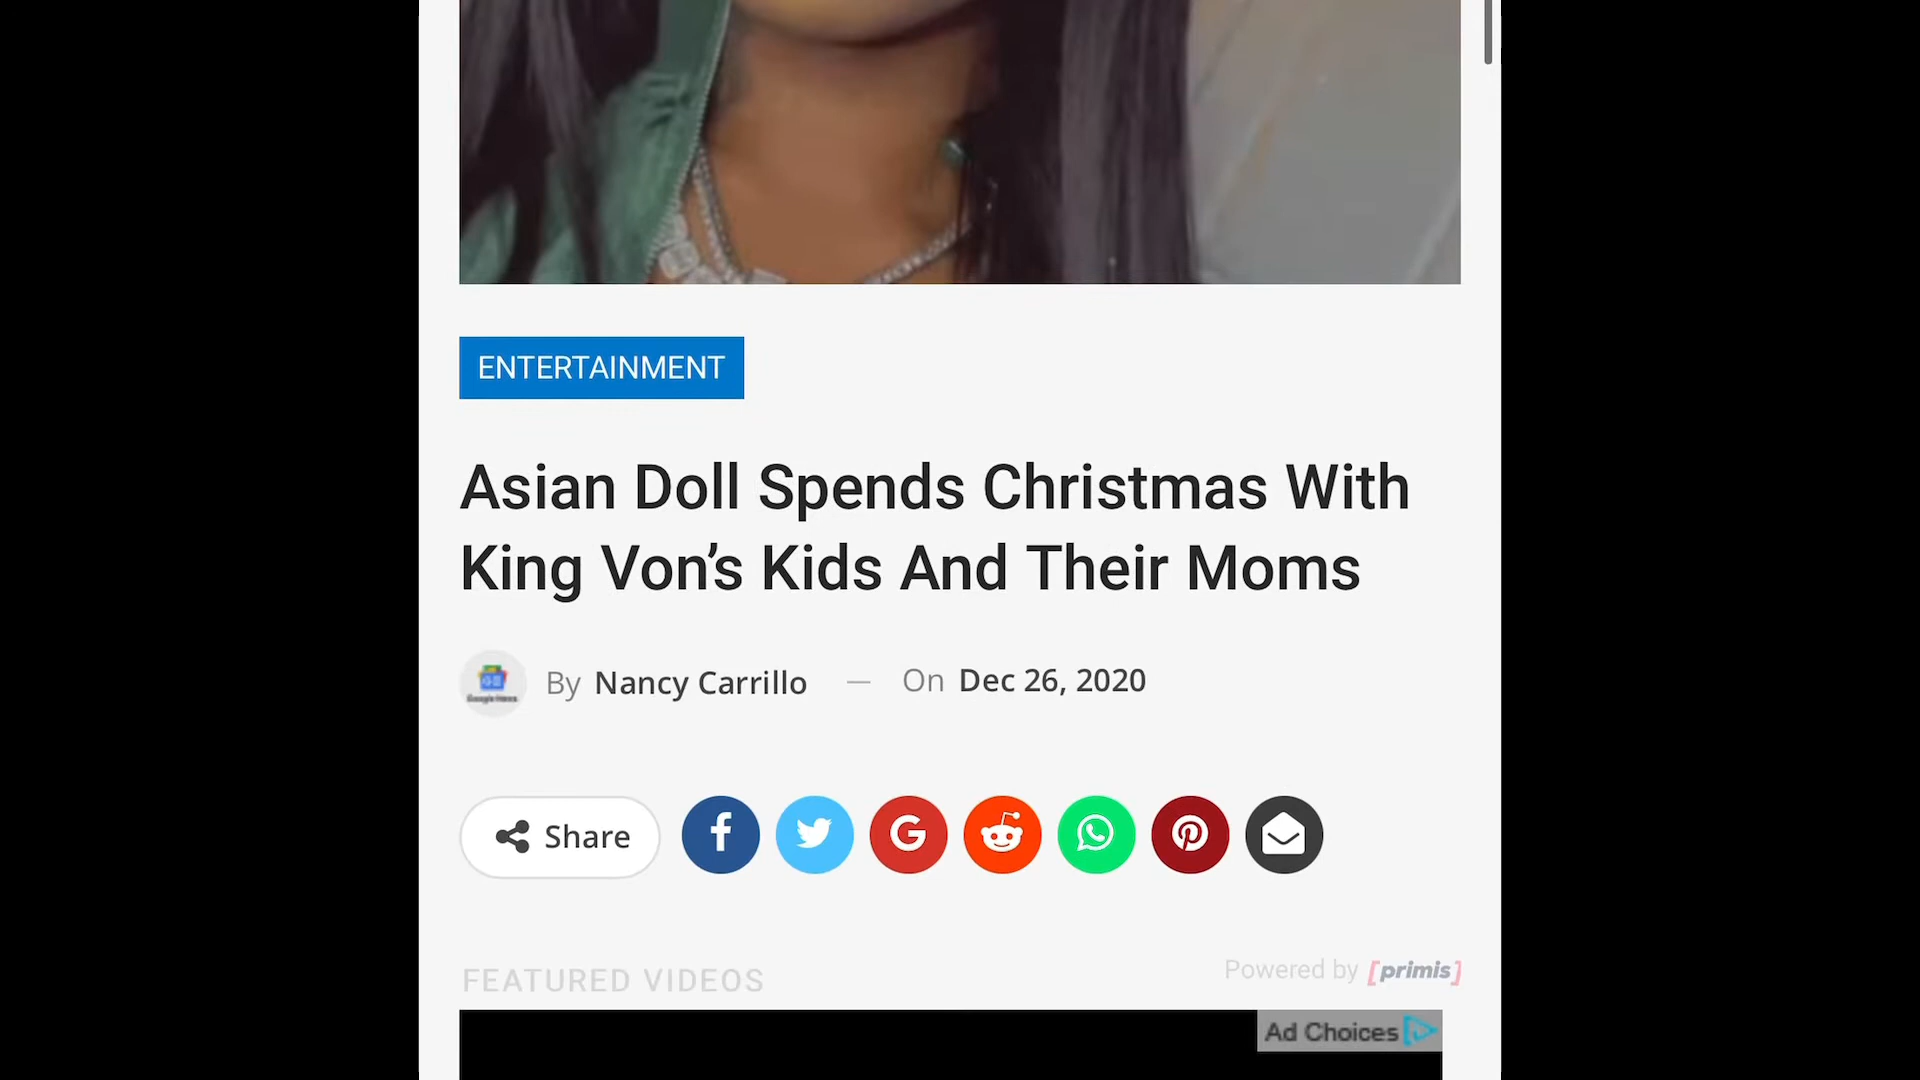 ENTERTAINMENT
Asian Doll Spends Christmas With
King Von’s Kids And Their Moms
By Nancy Carrillo — On Dec 26, 2020
Share
FEATURED VIDEOS
Powered by [primis]
Ad Choices